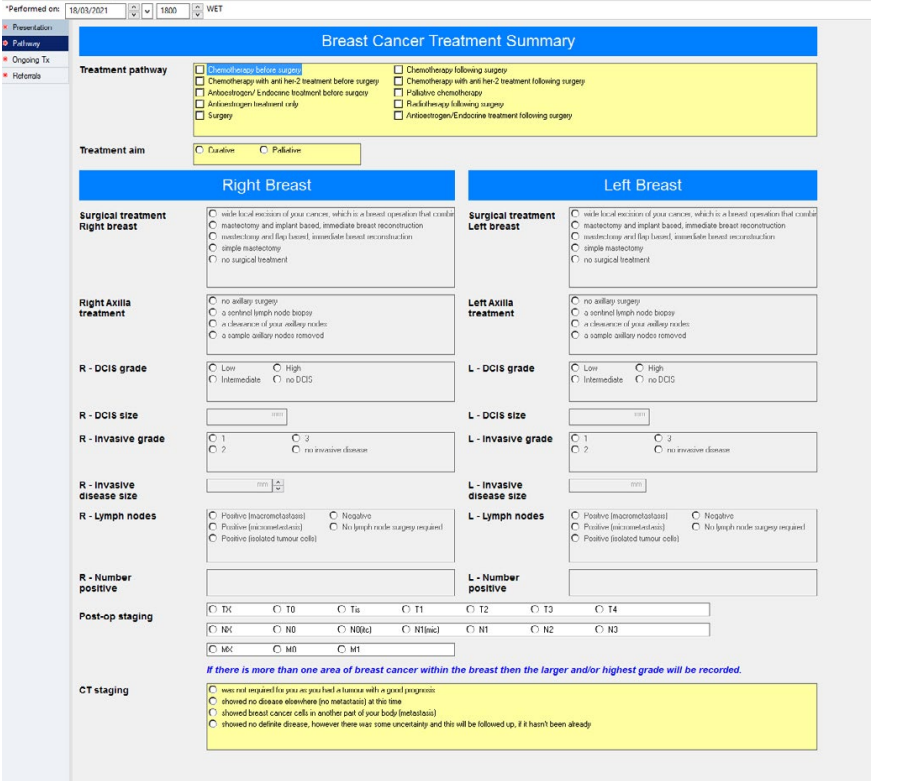 *Performed on: 18/03/2021 1800 WET
Presentation
Pathway
Ongoing Tx
Referrals
Breast Cancer Treatment Summary
Treatment pathway
Chemotherapy before surgery
Chemotherapy with anti her-2 treatment before surgery
Antioestrogen/ Endocrine treatment before surgery
Antioestrogen treatment only
Surgery
Chemotherapy following surgery
Chemotherapy with anti her-2 treatment following surgery
Palliative chemotherapy
Radiotherapy following surgery
Antioestrogen/Endocrine treatment following surgery
Treatment aim
Curative Palliative
Right Breast
Surgical treatment
Right breast
wide local excision of your cancer, which is a breast operation that combin
mastectomy and implant based, immediate breast reconstruction
mastectomy and flap based, immediate breast reconstruction
simple mastectomy
no surgical treatment
Right Axilla
treatment
no axillary surgery
a sentinel lymph node biopsy
a clearance of your axillary nodes
a sample axillary nodes removed
R - DCIS grade
Low High
Intermediate no DCIS
R - DCIS size
mm
R - Invasive grade
1 3
2 no invasive disease
R - Invasive
disease size
mm
R - Lymph nodes
Positive (macrometastasis) Negative
Positive (micrometastasis) No lymph node surgery required
Positive (isolated tumour cells)
R - Number
positive
Left Breast
Surgical treatment
Left breast
wide local excision of your cancer, which is a breast operation that combin
mastectomy and implant based, immediate breast reconstruction
mastectomy and flap based, immediate breast reconstruction
simple mastectomy
no surgical treatment
Left Axilla
treatment
no axillary surgery
a sentinel lymph node biopsy
a clearance of your axillary nodes
a sample axillary nodes removed
L - DCIS grade
Low High
Intermediate no DCIS
L - DCIS size
mm
L - Invasive grade
1 3
2 no invasive disease
L - Invasive
disease size
mm
L - Lymph nodes
Positive (macrometastasis) Negative
Positive (micrometastasis) No lymph node surgery required
Positive (isolated tumour cells)
L - Number
positive
Post-op staging
TX T0 Tis T1 T2 T3 T4
NX N0 N0(itc) N1(mic) N1 N2 N3
MX M0 M1
If there is more than one area of breast cancer within the breast then the larger and/or highest grade will be recorded.
CT staging
was not required for you as you had a tumour with a good prognosis
showed no disease elsewhere (no metastasis) at this time
showed breast cancer cells in another part of your body (metastasis)
showed no definite disease, however there was some uncertainty and this will be followed up, if it hasn't been already